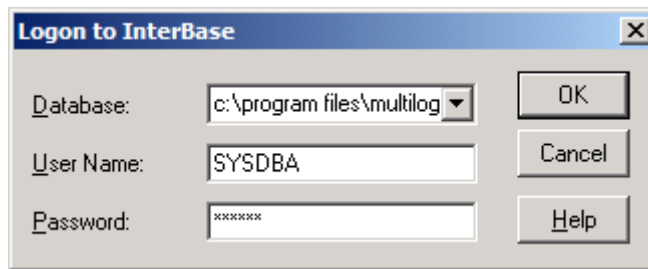 Logon to InterBase
Database: c:\program files\multilog OK
User Name: SYSDBA Cancel
Password: ****** Help